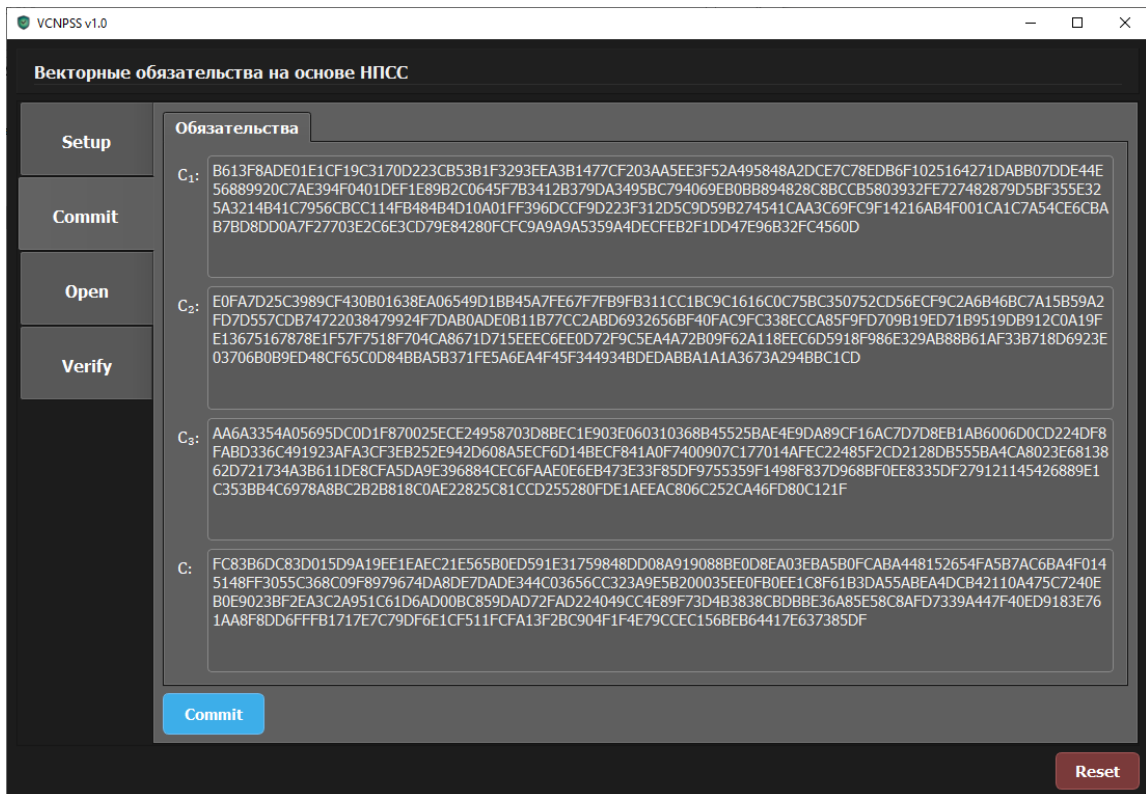 VCNPSS v1.0
Векторные обязательства на основе НПСС
Setup
Commit
Open
Verify
Обязательства
C₁:
B613F8ADE01E1CF19C3170D223CB53B1F3293EEA3B1477CF203AA5EE3F52A495848A2DCE7C78EDB6F1025164271DABB07DDE44E
56889920C7AE394F0401DEF1E89B2C0645F7B3412B379DA3495BC794069EB0BB894828C8BCCB5803932FE727482879D5BF355E32
5A3214B41C7956CBCC114FB484B4D10A01FF396DCCF9D223F312D5C9D59B274541CAA3C69FC9F14216AB4F001CA1C7A54CE6CBA
B7BD8DD0A7F27703E2C6E3CD79E84280FCFC9A9A9A5359A4DECFEB2F1DD47E96B32FC4560D
C₂:
E0FA7D25C3989CF430B01638EA06549D1BB45A7FE67F7FB9FB311CC1BC9C1616C0C75BC350752CD56ECF9C2A6B46BC7A15B59A2
FD7D557CDB74722038479924F7DAB0ADE0B11B77CC2ABD6932656BF40FAC9FC338ECCA85F9FD709B19ED71B9519DB912C0A19F
E13675167878E1F57F7518F704CA8671D715EEEC6EE0D72F9C5EA4A72B09F62A118EEC6D5918F986E329AB88B61AF33B718D6923E
03706B0B9ED48CF65C0D84BBA5B371FE5A6EA4F45F344934BDEDABBA1A1A3673A294BBC1CD
C₃:
AA6A3354A05695DC0D1F870025ECE24958703D8BEC1E903E060310368B45525BAE4E9DA89CF16AC7D7D8EB1AB6006D0CD224DF8
FABD336C491923AFA3CF3EB252E942D608A5ECF6D14BECF841A0F7400907C177014AFEC22485F2CD2128DB555BA4CA8023E68138
62D721734A3B611DE8CFA5DA9E396884CEC6FAAE0E6EB473E33F85DF9755359F1498F837D968BF0EE8335DF279121145426889E1
C353BB4C6978A8BC2B2B818C0AE22825C81CCD255280FDE1AEEAC806C252CA46FD80C121F
C:
FC83B6DC83D015D9A19EE1EAEC21E565B0ED591E31759848DD08A919088BE0D8EA03EBA5B0FCABA448152654FA5B7AC6BA4F014
5148FF3055C368C09F8979674DA8DE7DADE344C03656CC323A9E5B200035EE0FB0EE1C8F61B3DA55ABEA4DCB42110A475C7240E
B0E9023BF2EA3C2A951C61D6AD00BC859DAD72FAD224049CC4E89F73D4B3838CBDBBE36A85E58C8AFD7339A447F40ED9183E76
1AA8F8DD6FFFB1717E7C79DF6E1CF511FCFA13F2BC904F1F4E79CCEC156BEB64417E637385DF
Commit
Reset